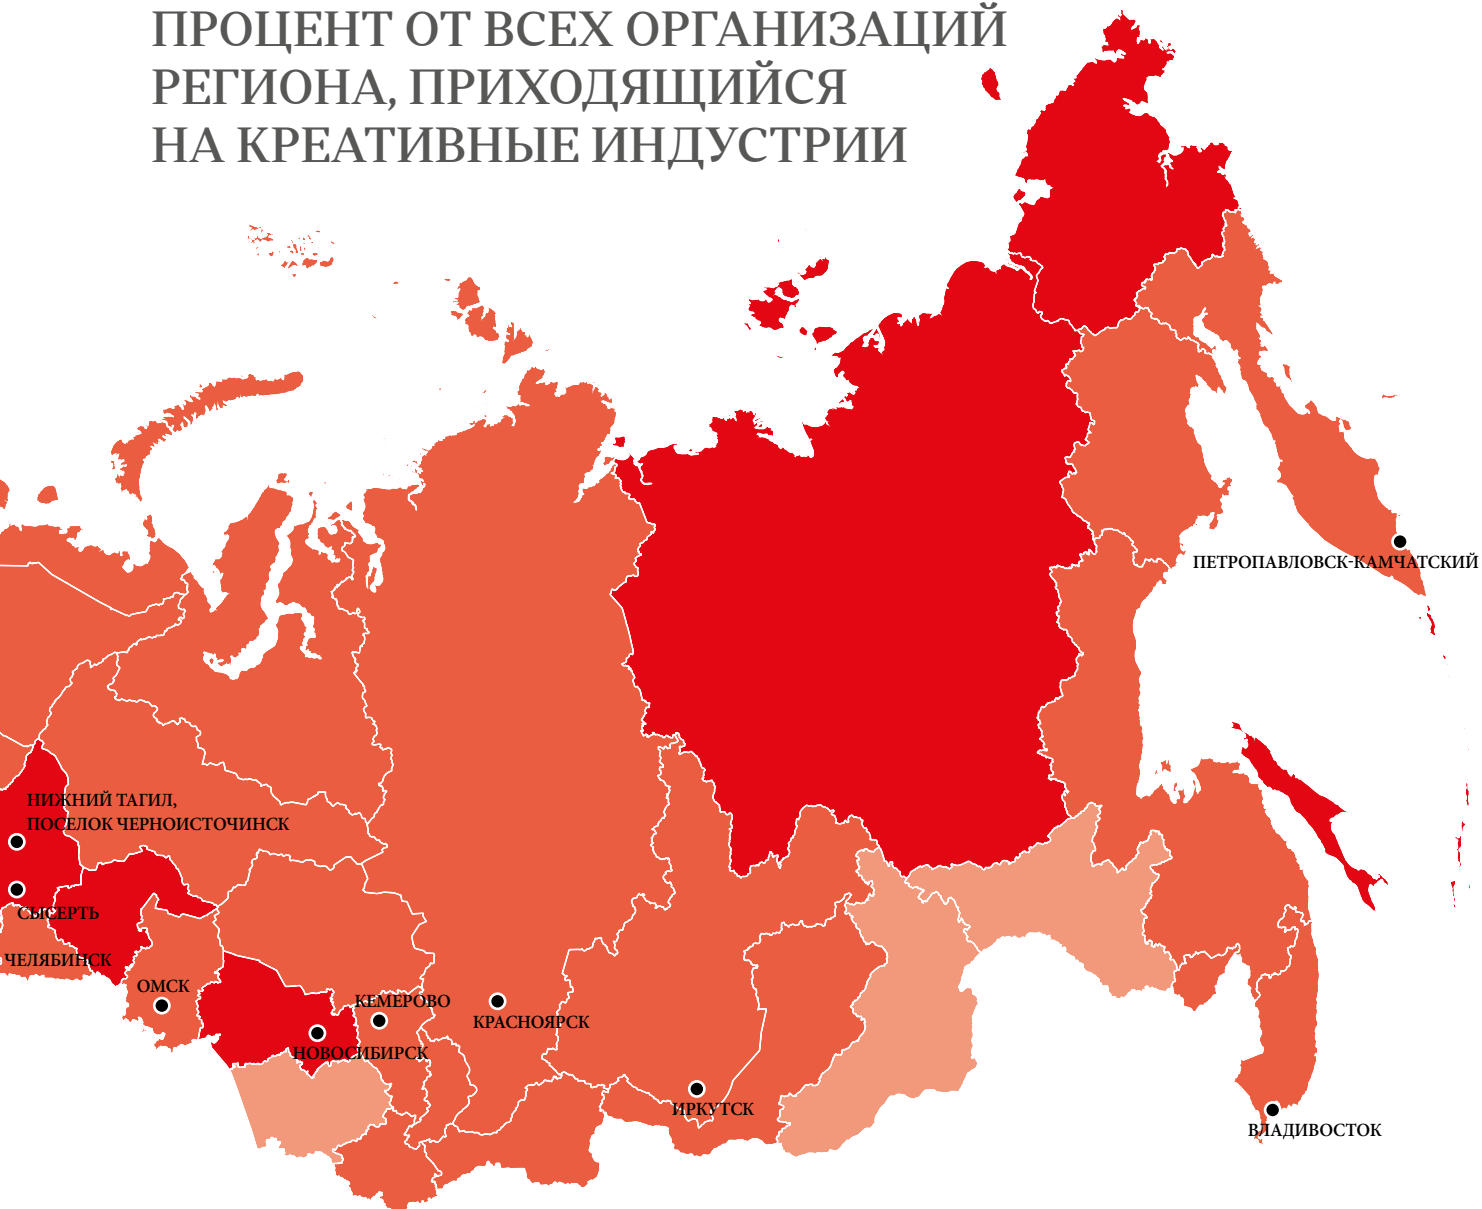 ПРОЦЕНТ ОТ ВСЕХ ОРГАНИЗАЦИЙ
РЕГИОНА, ПРИХОДЯЩИЙСЯ
НА КРЕАТИВНЫЕ ИНДУСТРИИ
ПЕТРОПАВЛОВСК-КАМЧАТСКИЙ
НИЖНИЙ ТАГИЛ,
ПОСЕЛОК ЧЕРНОИСТОЧИНСК
СЫСЕРТЬ
ЧЕЛЯБИНСК
ОМСК
КЕМЕРОВО
КРАСНОЯРСК
НОВОСИБИРСК
ИРКУТСК
ВЛАДИВОСТОК